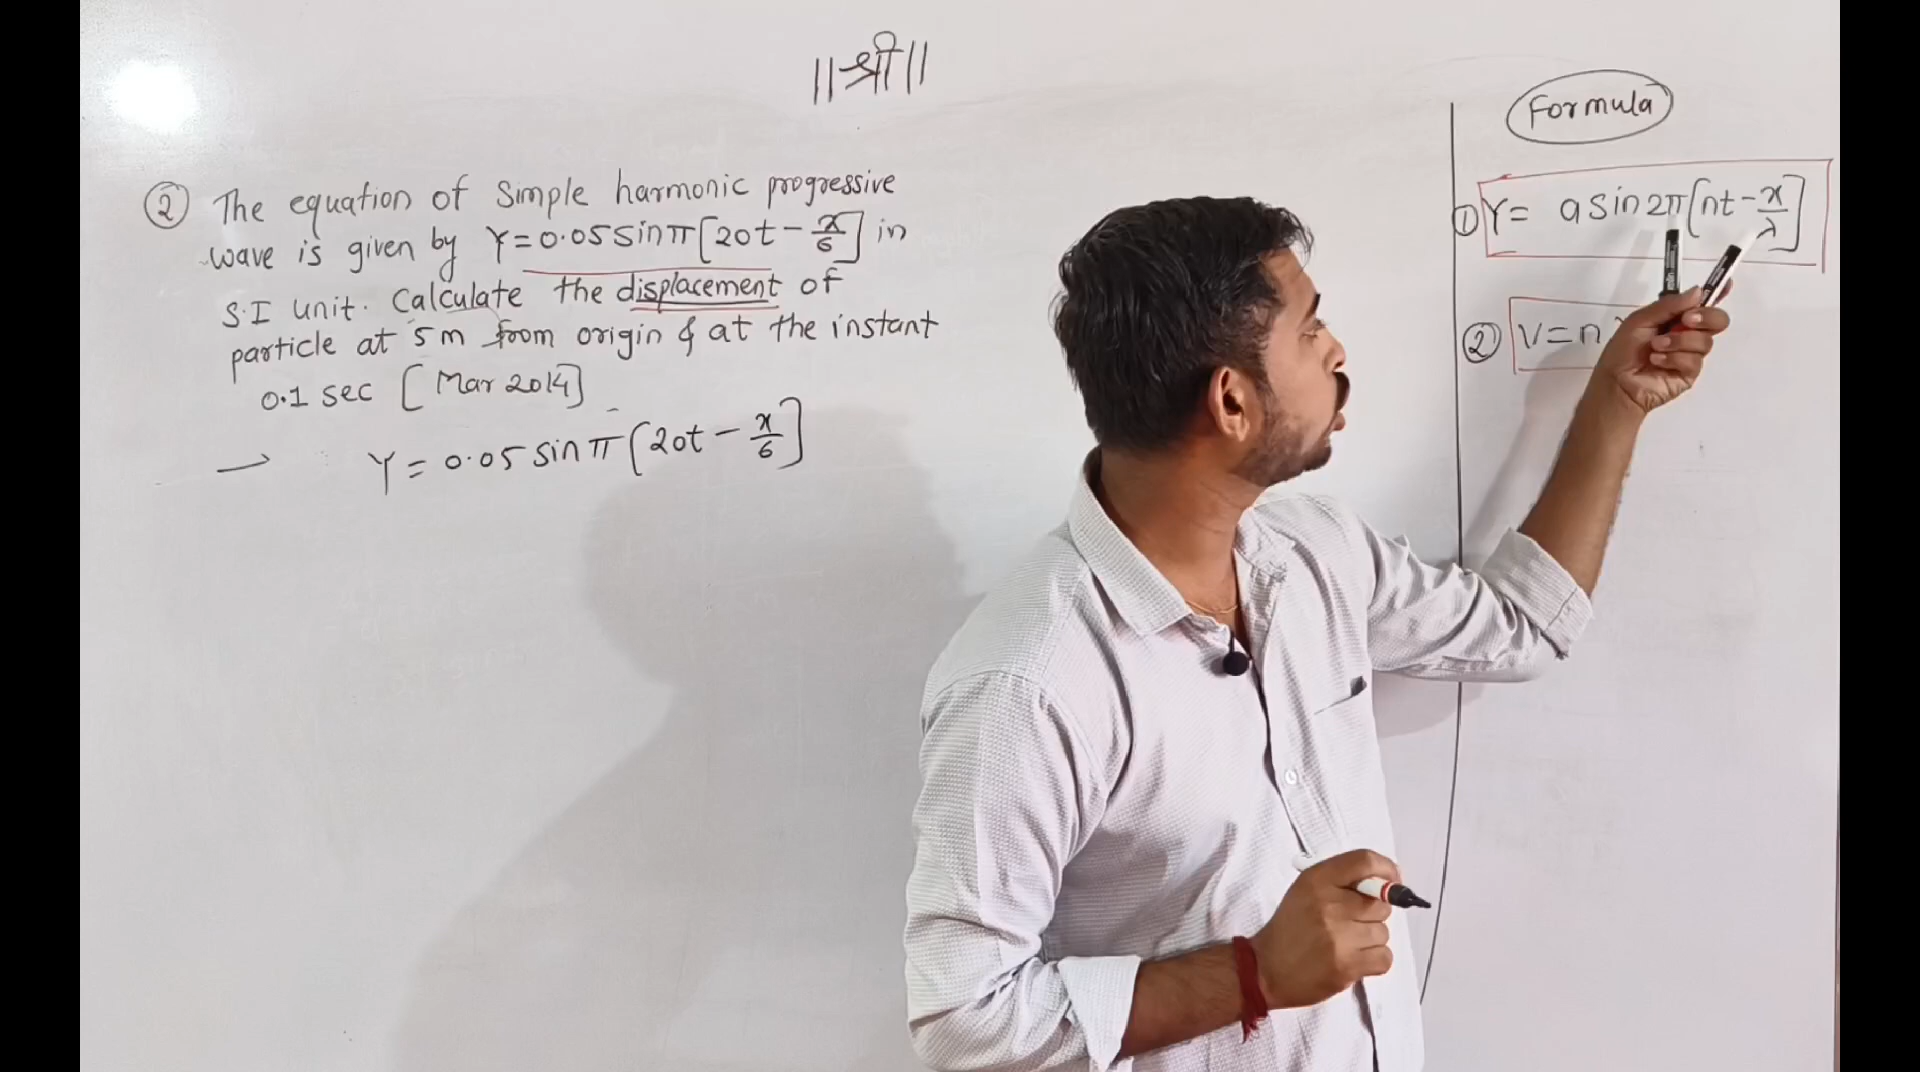 ||श्री||
② The equation of Simple harmonic progressive
wave is given by Y=0.05sinπ[20t-x/6] in
S.I unit. Calculate the displacement of
particle at 5m from origin & at the instant
0.1 sec [Mar 2014]
→ Y = 0.05 sin π [20t - x/6]
Formula
① Y = a sin 2π [nt - x/λ]
② V = n